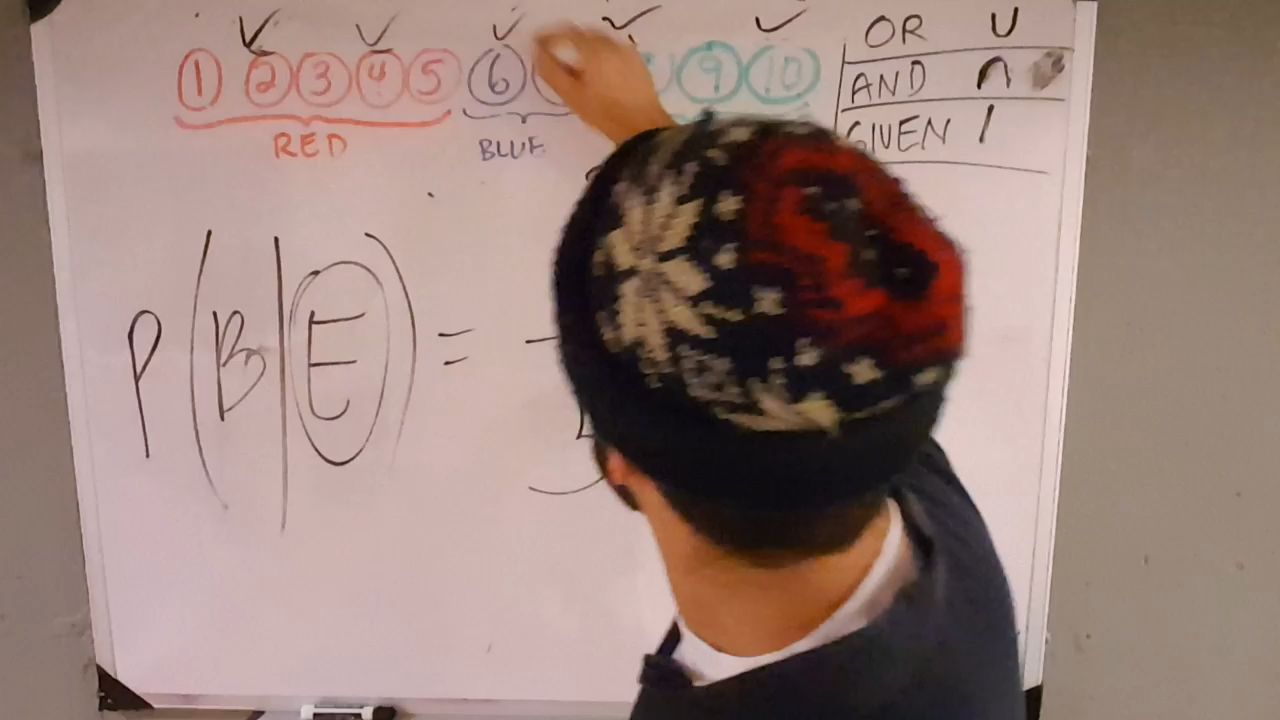 1 2 3 4 5 6 9 10
RED BLUE
OR ∪
AND ∩
GIVEN |
P(B|E) =